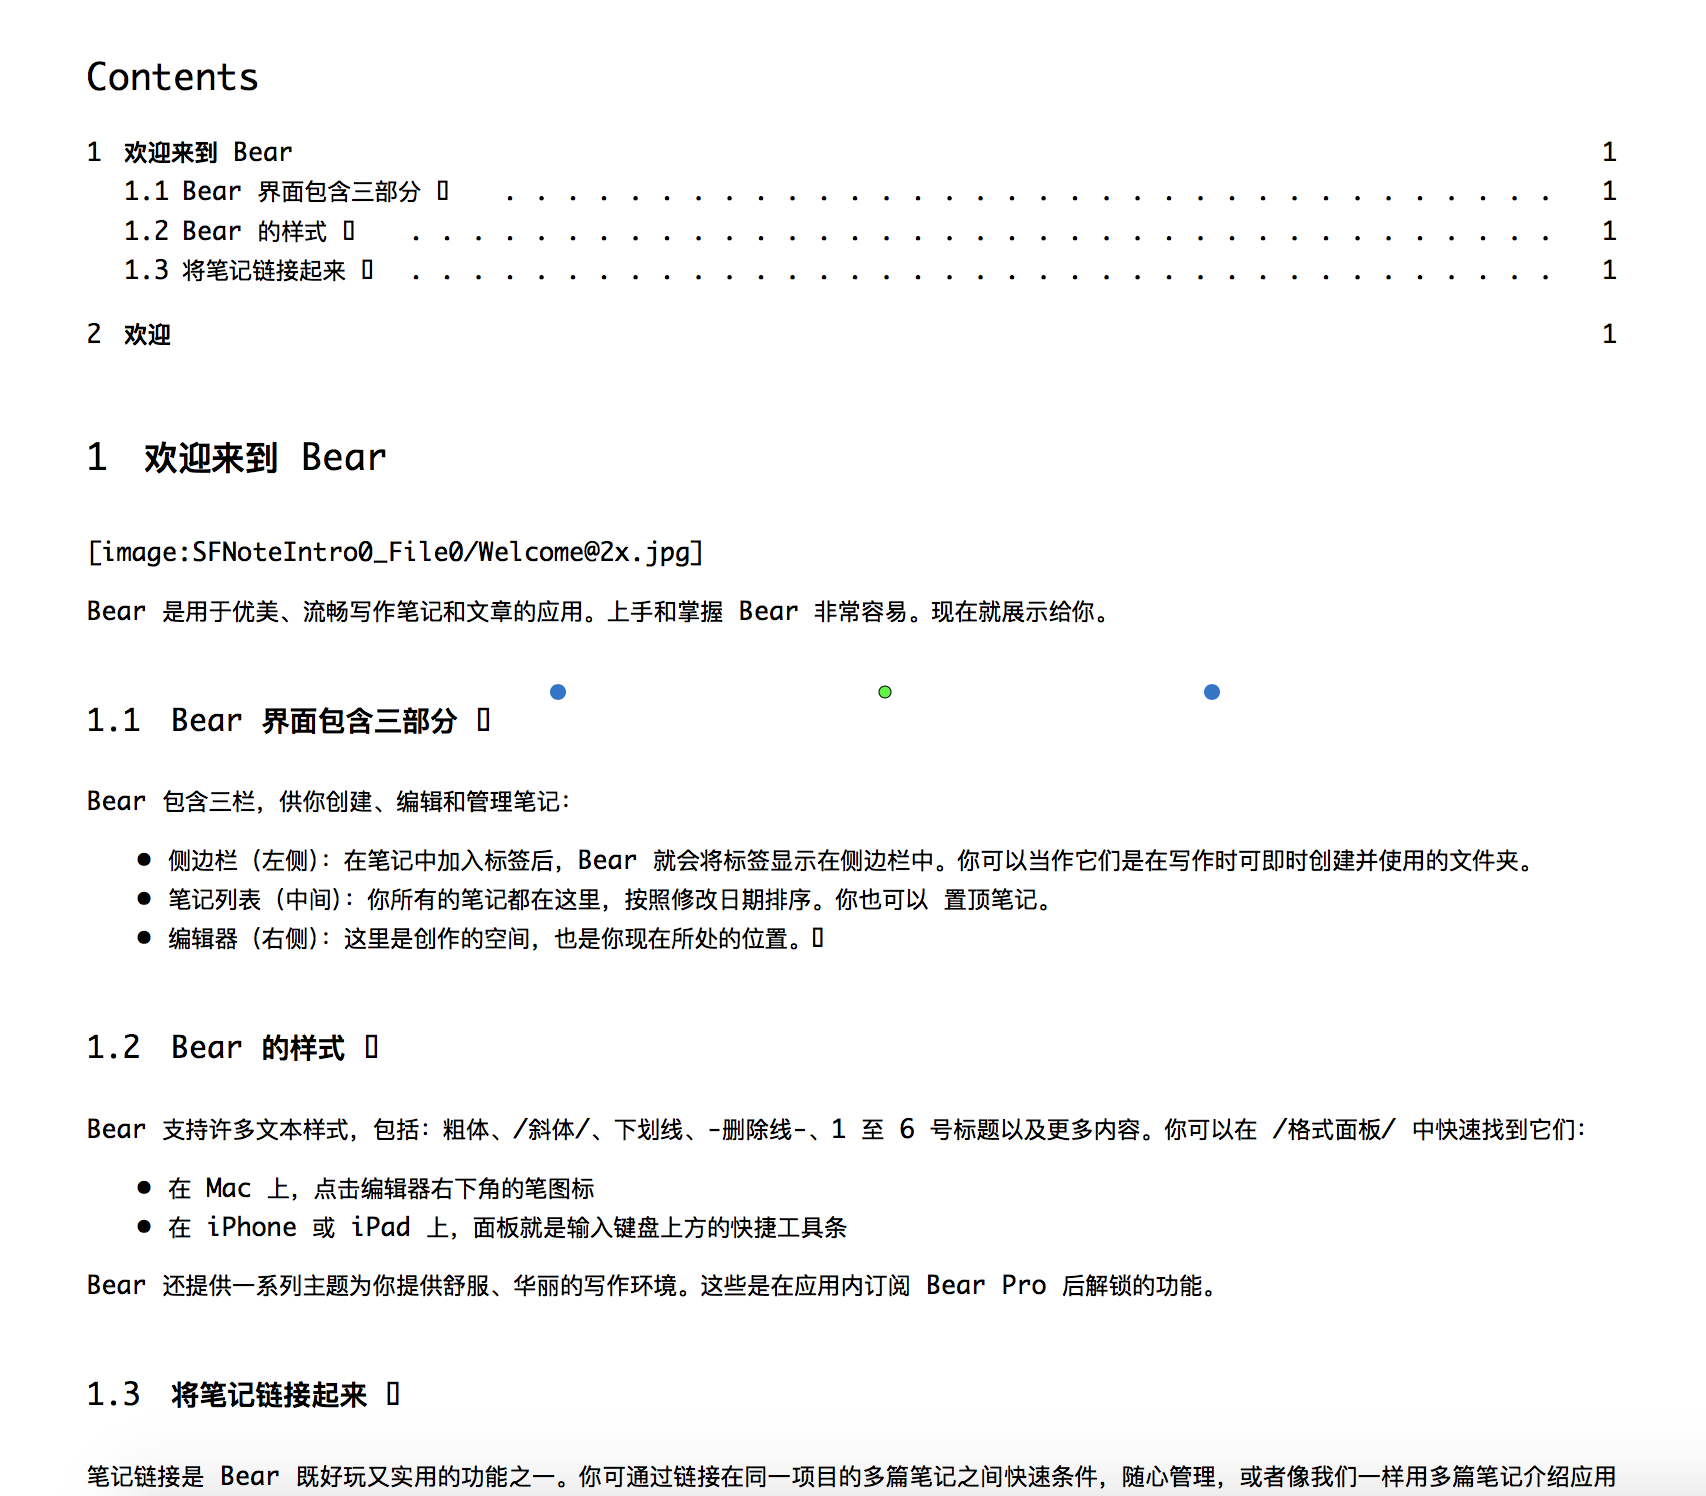 Contents
1 欢迎来到 Bear 1
1.1 Bear 界面包含三部分 ▯ . . . . . . . . . . . . . . . . . . . . . . . . . . . . . . . . . . 1
1.2 Bear 的样式 ▯ . . . . . . . . . . . . . . . . . . . . . . . . . . . . . . . . . . . . . 1
1.3 将笔记链接起来 ▯ . . . . . . . . . . . . . . . . . . . . . . . . . . . . . . . . . . . . . 1
2 欢迎 1
1 欢迎来到 Bear
[image:SFNoteIntro0_File0/Welcome@2x.jpg]
Bear 是用于优美、流畅写作笔记和文章的应用。上手和掌握 Bear 非常容易。现在就展示给你。
1.1 Bear 界面包含三部分 ▯
Bear 包含三栏，供你创建、编辑和管理笔记：
● 侧边栏（左侧）：在笔记中加入标签后，Bear 就会将标签显示在侧边栏中。你可以当作它们是在写作时可即时创建并使用的文件夹。
● 笔记列表（中间）：你所有的笔记都在这里，按照修改日期排序。你也可以 置顶笔记。
● 编辑器（右侧）：这里是创作的空间，也是你现在所处的位置。▯
1.2 Bear 的样式 ▯
Bear 支持许多文本样式，包括：粗体、/斜体/、下划线、-删除线-、1 至 6 号标题以及更多内容。你可以在 /格式面板/ 中快速找到它们：
● 在 Mac 上，点击编辑器右下角的笔图标
● 在 iPhone 或 iPad 上，面板就是输入键盘上方的快捷工具条
Bear 还提供一系列主题为你提供舒服、华丽的写作环境。这些是在应用内订阅 Bear Pro 后解锁的功能。
1.3 将笔记链接起来 ▯
笔记链接是 Bear 既好玩又实用的功能之一。你可通过链接在同一项目的多篇笔记之间快速条件，随心管理，或者像我们一样用多篇笔记介绍应用